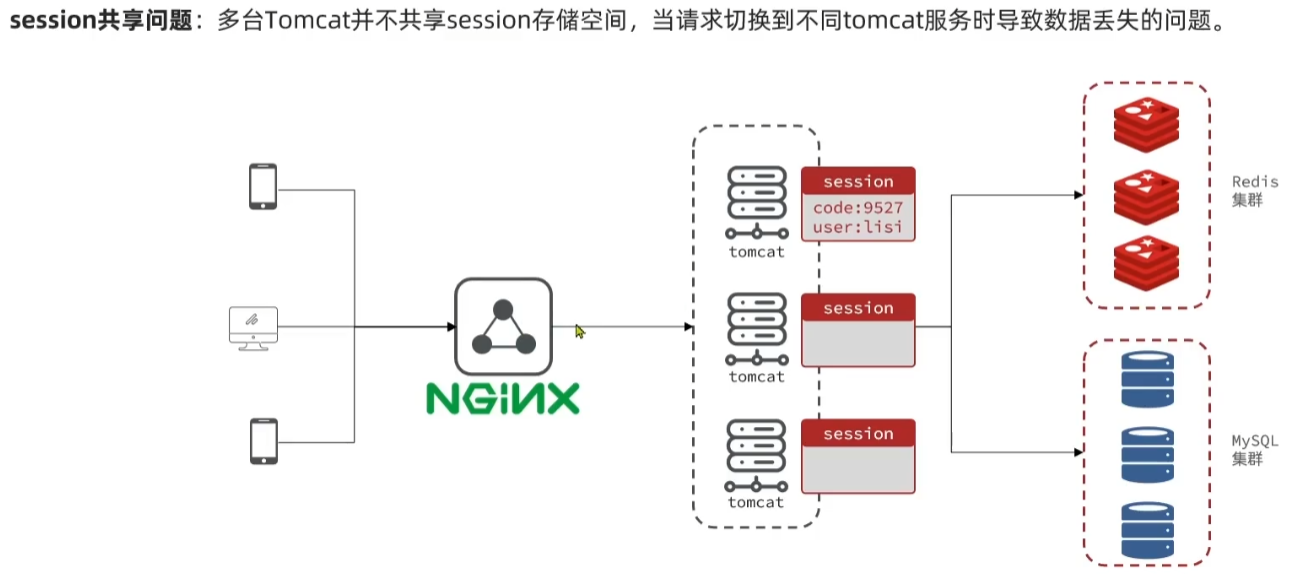 session共享问题：多台Tomcat并不共享session存储空间，当请求切换到不同tomcat服务时导致数据丢失的问题。
session
code:9527
user:lisi
tomcat
Redis
集群
session
tomcat
NGiNX
session
tomcat
MySQL
集群